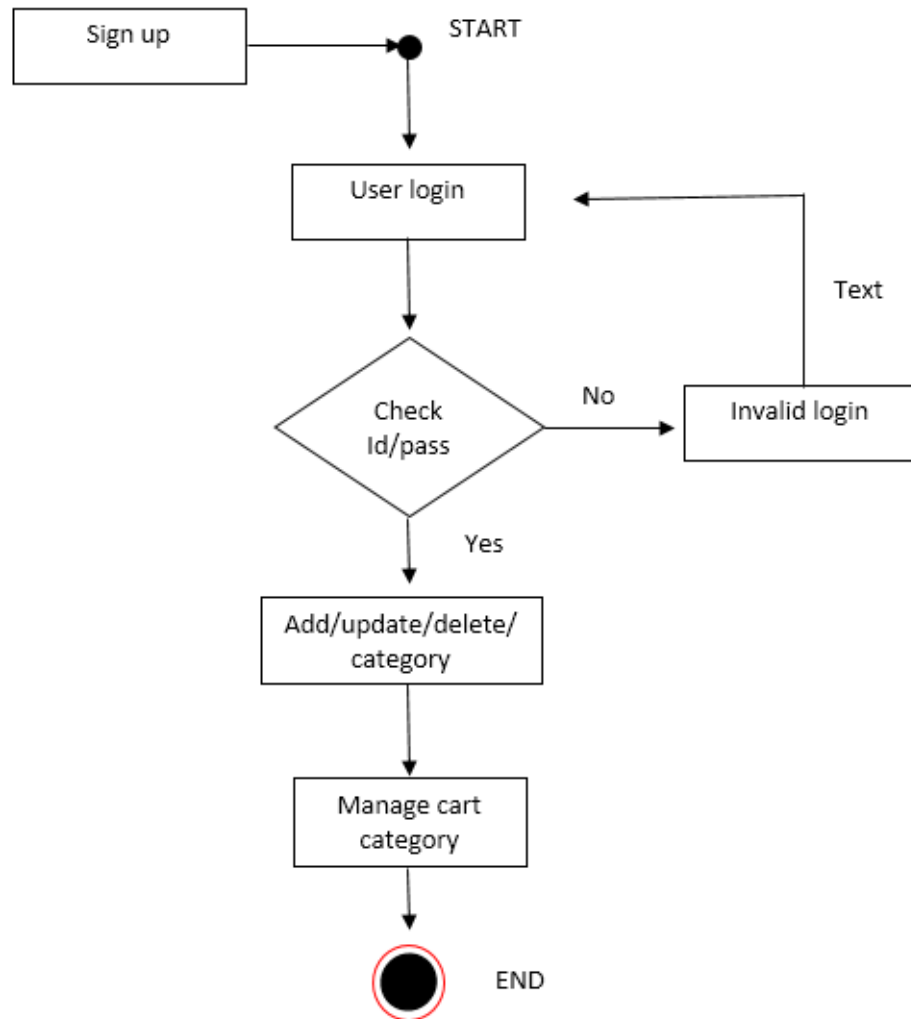 Sign up
START
User login
Text
Check
Id/pass
No
Invalid login
Yes
Add/update/delete/
category
Manage cart
category
END